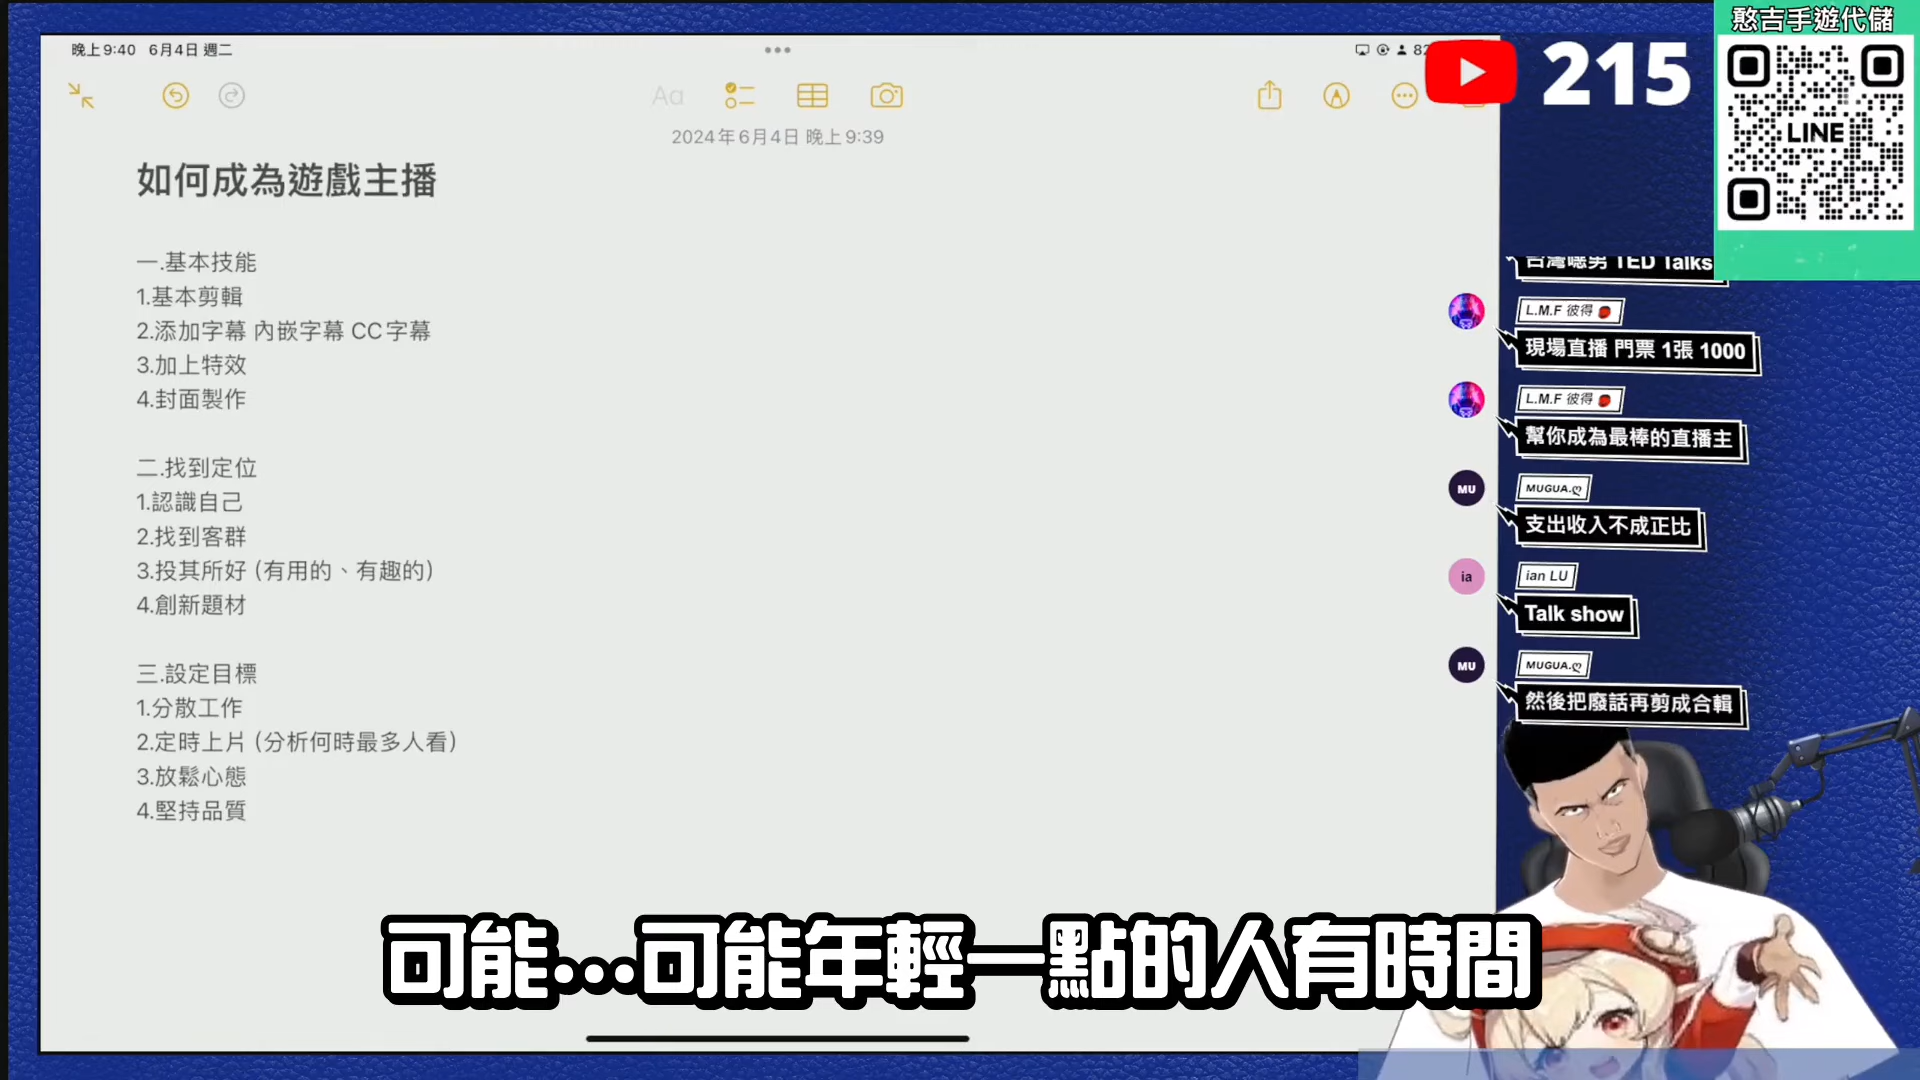 晚上9:40 6月4日 週二
Aa
2024年6月4日 晚上9:39
如何成為遊戲主播
一.基本技能
1.基本剪輯
2.添加字幕 內嵌字幕 CC字幕
3.加上特效
4.封面製作
二.找到定位
1.認識自己
2.找到客群
3.投其所好 (有用的、有趣的)
4.創新題材
三.設定目標
1.分散工作
2.定時上片 (分析何時最多人看)
3.放鬆心態
4.堅持品質
215
憨吉手遊代儲
LINE
台灣嘿男 TED Talks
L.M.F 彼得
現場直播 門票 1張 1000
L.M.F 彼得
幫你成為最棒的直播主
MU
MUGUA.ღ
支出收入不成正比
ia
ian LU
Talk show
MU
MUGUA.ღ
然後把廢話再剪成合輯
可能...可能年輕一點的人有時間